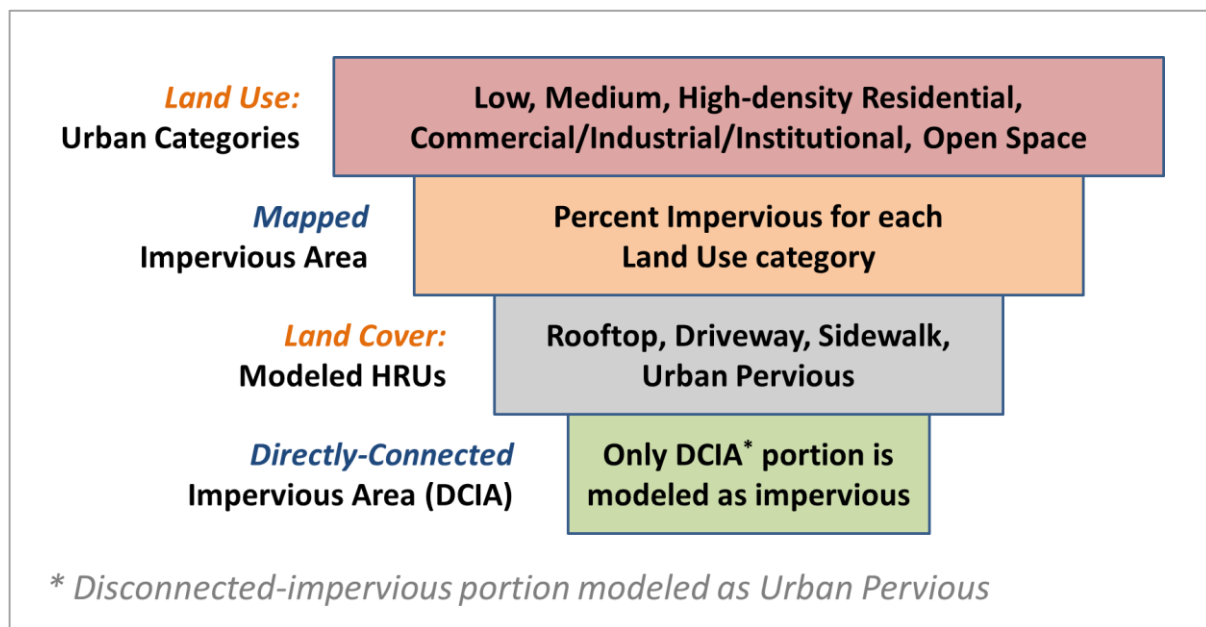 Land Use:
Urban Categories
Low, Medium, High-density Residential,
Commercial/Industrial/Institutional, Open Space
Mapped
Impervious Area
Percent Impervious for each
Land Use category
Land Cover:
Modeled HRUs
Rooftop, Driveway, Sidewalk,
Urban Pervious
Directly-Connected
Impervious Area (DCIA)
Only DCIA* portion is
modeled as impervious
* Disconnected-impervious portion modeled as Urban Pervious